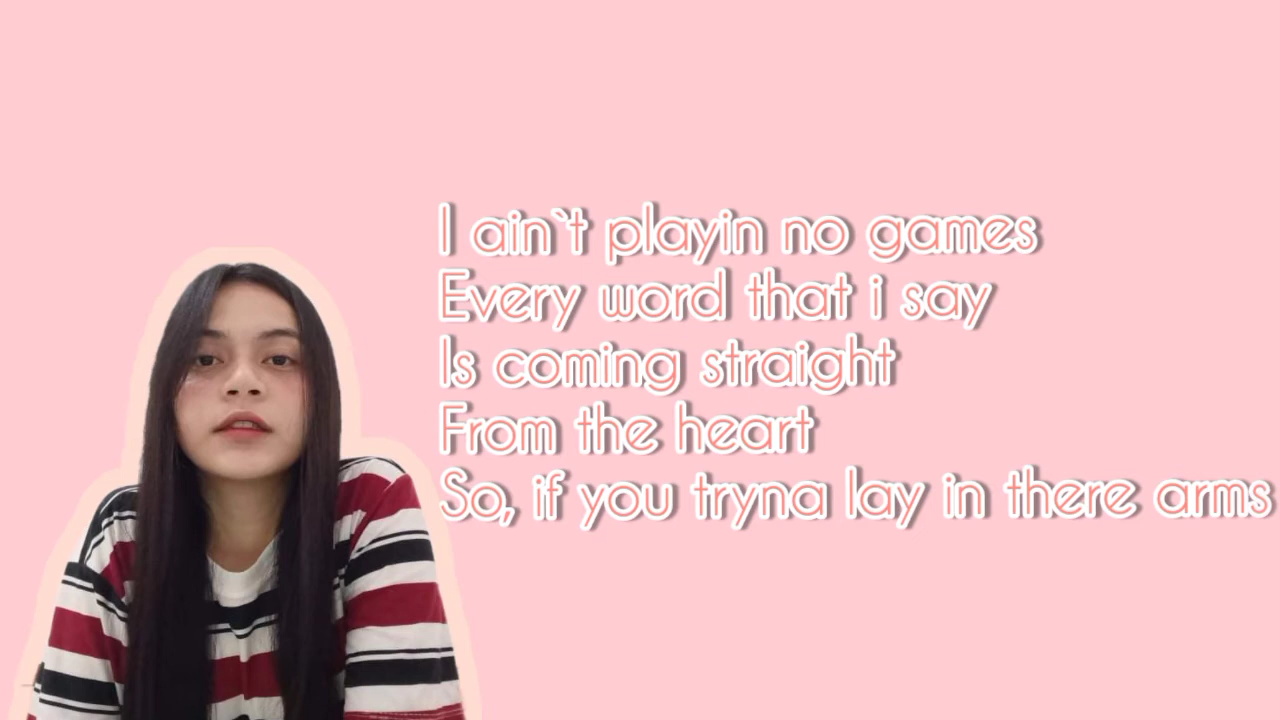 I ain`t playin no games
Every word that i say
Is coming straight
From the heart
So, if you tryna lay in there arms